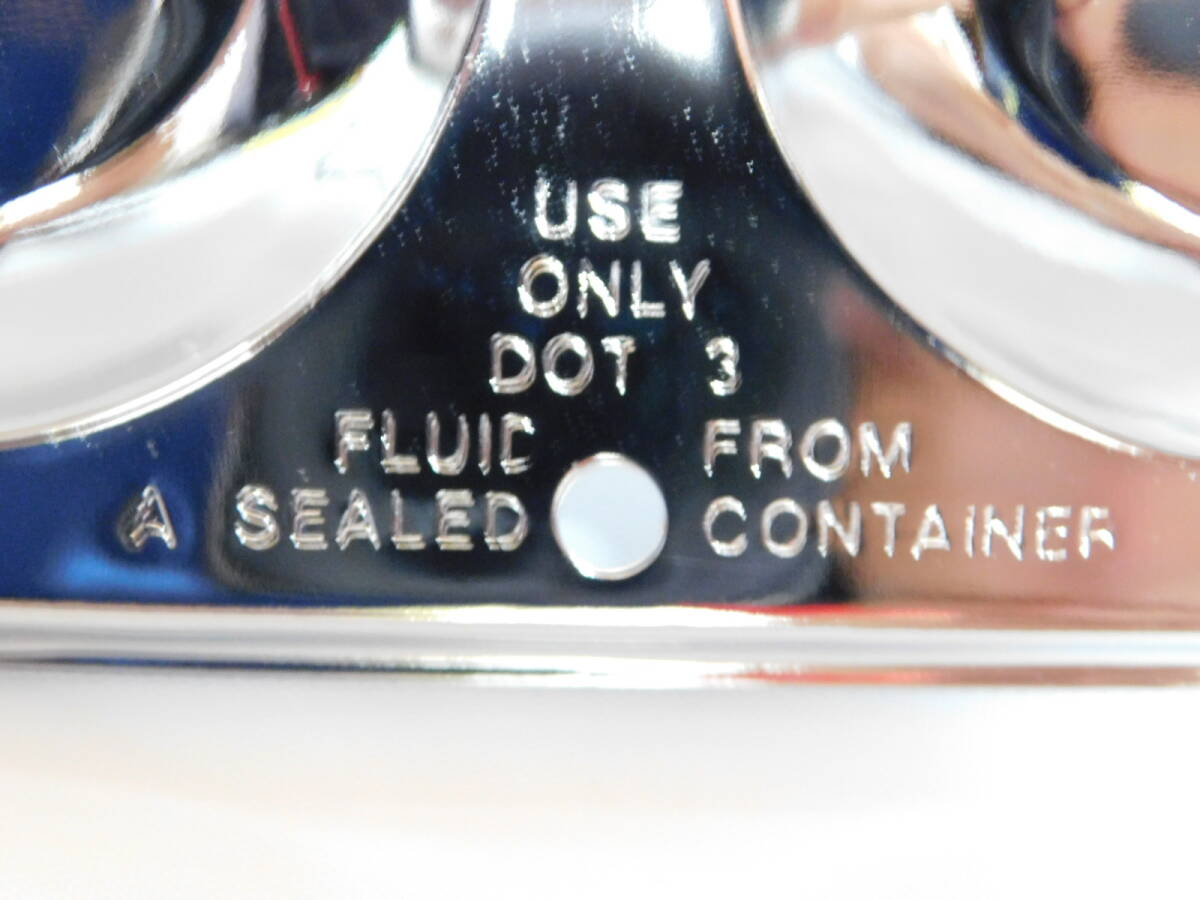 USE
ONLY
DOT 3
FLUID FROM
A SEALED CONTAINER